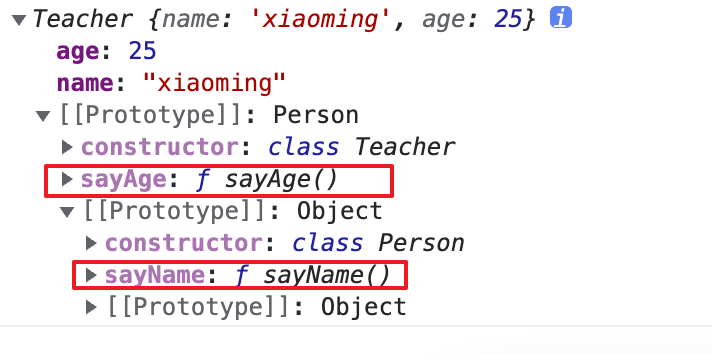 ▼Teacher {name: 'xiaoming', age: 25} i
age: 25
name: "xiaoming"
▼[[Prototype]]: Person
▶constructor: class Teacher
▶sayAge: ƒ sayAge()
▼[[Prototype]]: Object
▶constructor: class Person
▶sayName: ƒ sayName()
▶[[Prototype]]: Object